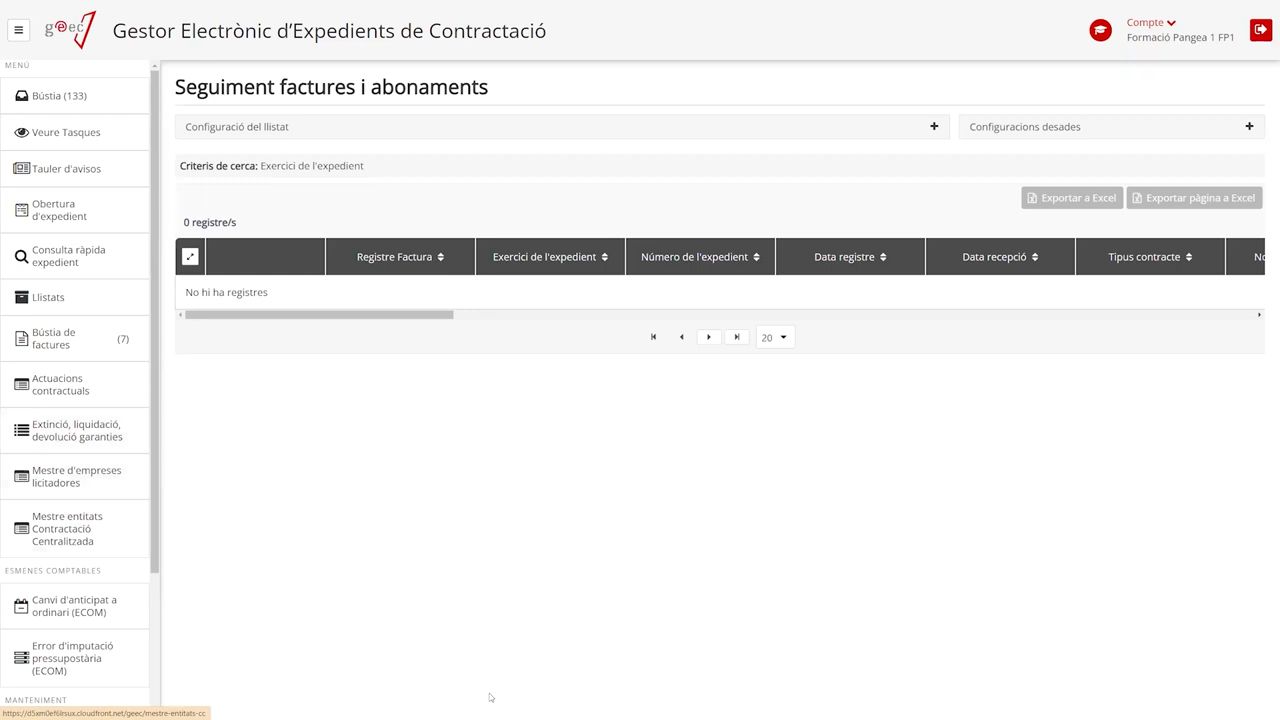 geec
Gestor Electrònic d'Expedients de Contractació
Compte
Formació Pangea 1 FP1
MENÚ
Bústia (133)
Veure Tasques
Tauler d'avisos
Obertura
d'expedient
Consulta ràpida
expedient
Llistats
Bústia de
factures
(7)
Actuacions
contractuals
Extinció, liquidació,
devolució garanties
Mestre d'empreses
licitadores
Mestre entitats
Contractació
Centralitzada
ESMENES COMPTABLES
Canvi d'anticipat a
ordinari (ECOM)
Error d'imputació
pressupostària
(ECOM)
MANTENIMENT
Seguiment factures i abonaments
Configuració del llistat
Configuracions desades
Criteris de cerca: Exercici de l'expedient
Exportar a Excel
Exportar pàgina a Excel
0 registre/s
Registre Factura
Exercici de l'expedient
Número de l'expedient
Data registre
Data recepció
Tipus contracte
No hi ha registres
20